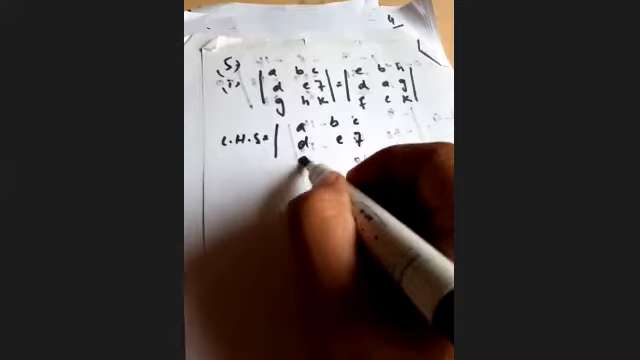 (5)
(i) | a b c | = | e b h |
| d e f | | d a g |
| g h k | | f c k |
L.H.S = | a b c
d e f